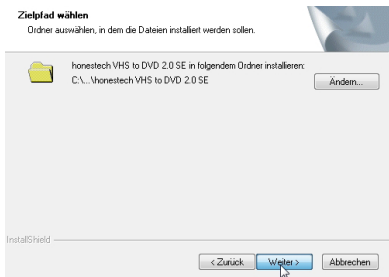 Zielpfad wählen
Ordner auswählen, in dem die Dateien installiert werden sollen.
honestech VHS to DVD 2.0 SE in folgendem Ordner installieren:
C:\...\honestech VHS to DVD 2.0 SE
Ändern...
InstallShield
< Zurück
Weiter >
Abbrechen